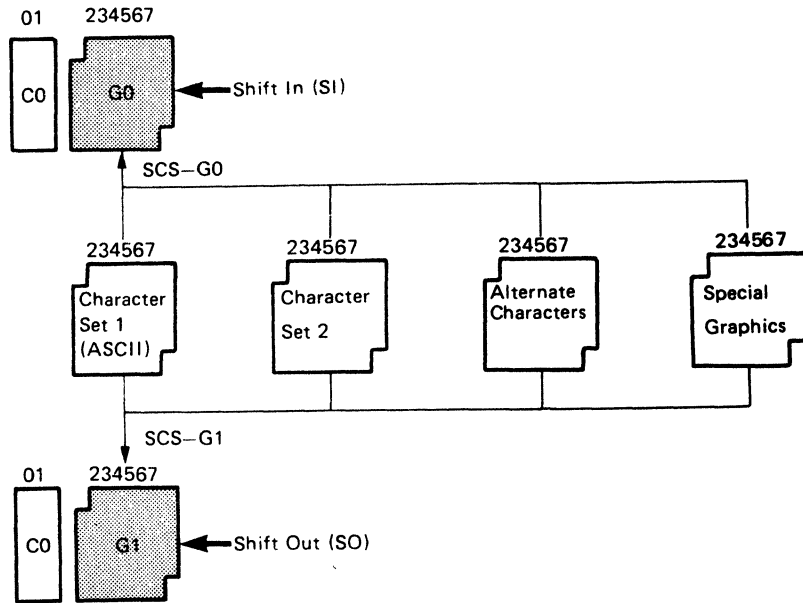 01 234567
C0 G0 Shift In (SI)
SCS–G0
234567 234567 234567 234567
Character Set 1 (ASCII)
Character Set 2
Alternate Characters
Special Graphics
SCS–G1
01 234567
C0 G1 Shift Out (SO)